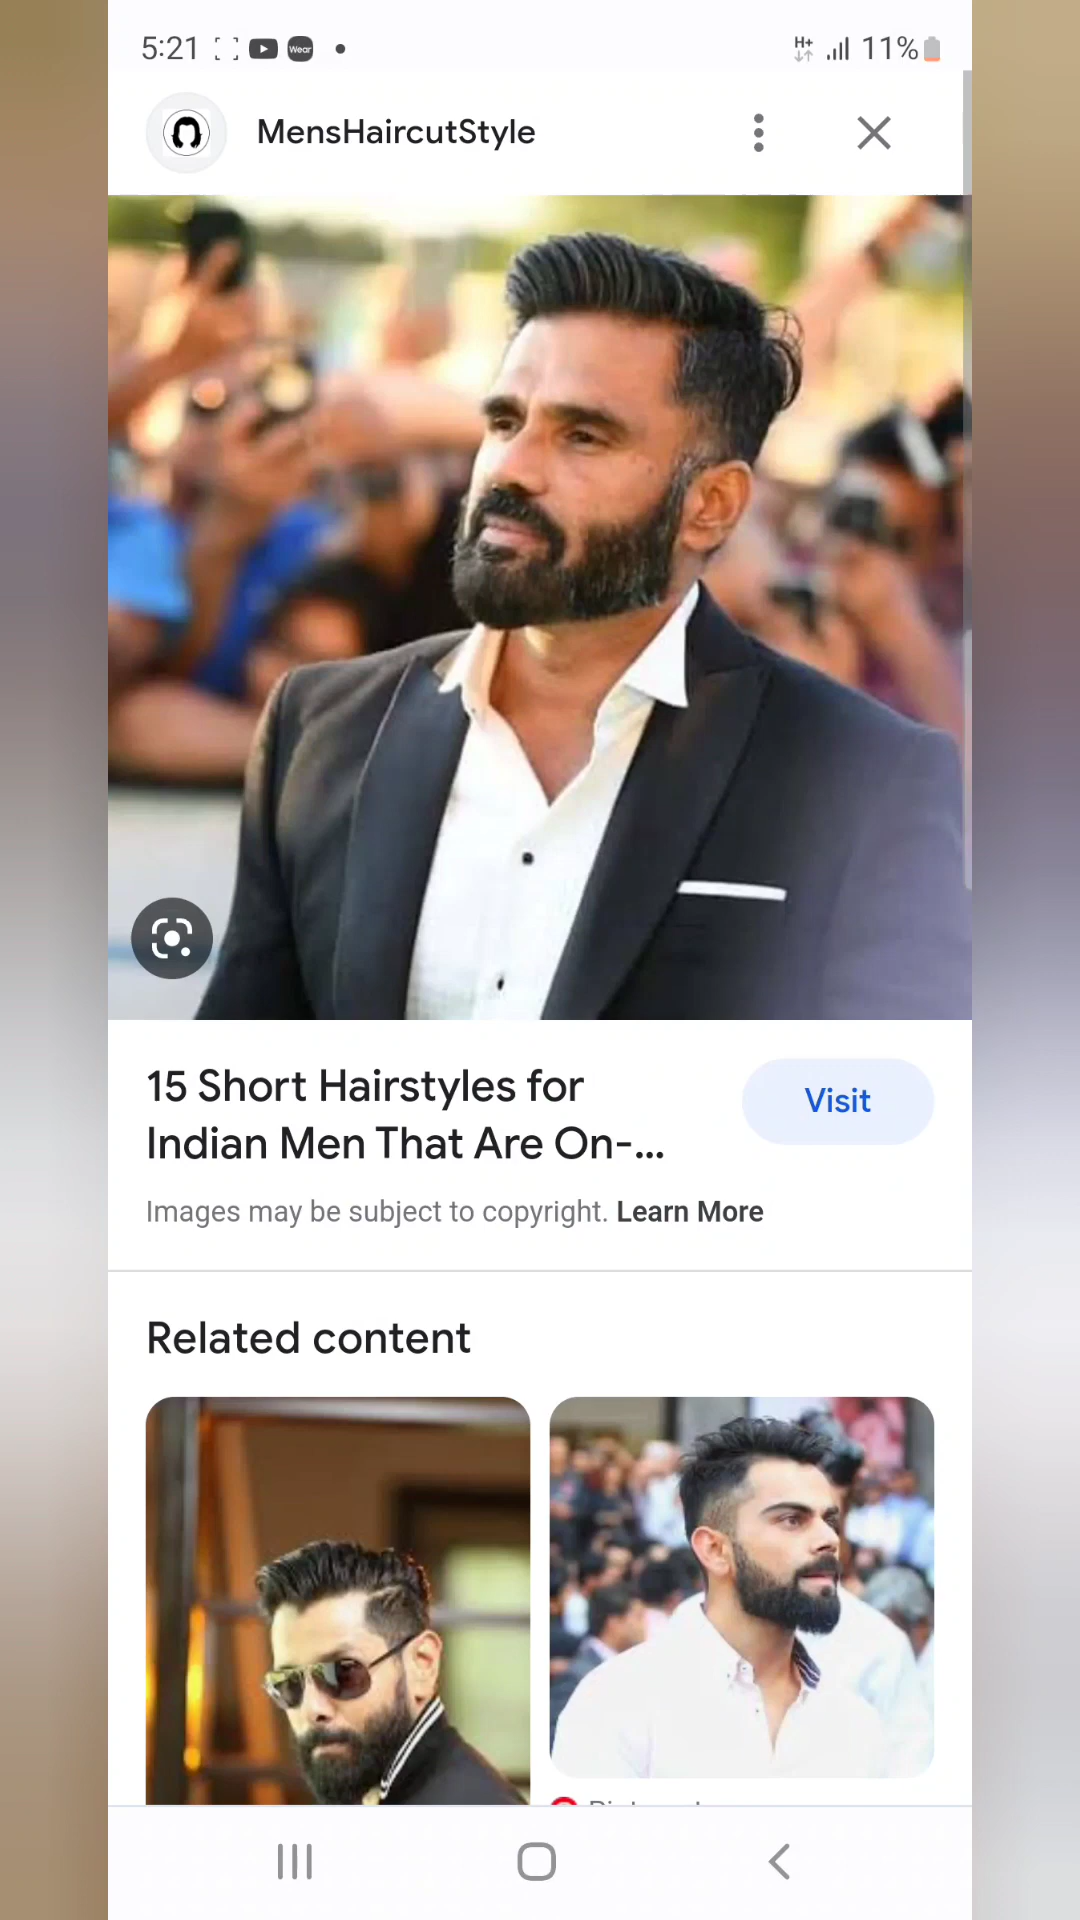 5:21
Wear
H+
11%
MensHaircutStyle
15 Short Hairstyles for
Indian Men That Are On-...
Visit
Images may be subject to copyright. Learn More
Related content